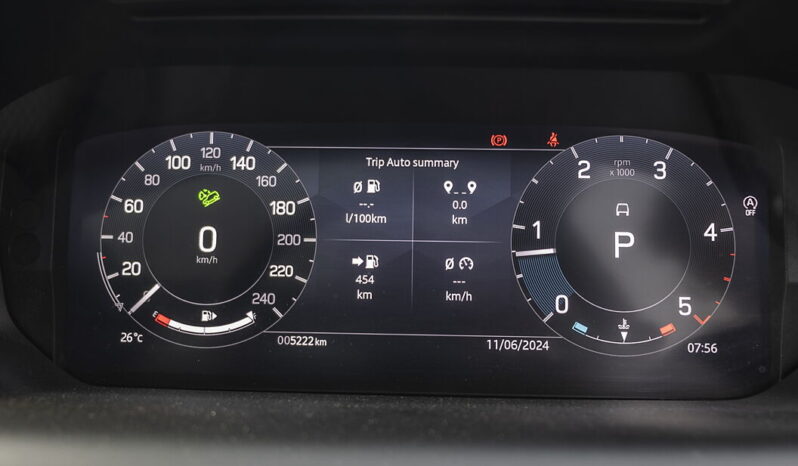 Trip Auto summary
Ø --.- l/100km
0.0 km
454 km
Ø --- km/h
0 20 40 60 80 100 120 140 160 180 200 220 240
km/h
0
km/h
E F
26°C
005222 km
11/06/2024
0 1 2 3 4 5
rpm
x 1000
P
C H
07:56
(P)
A
OFF